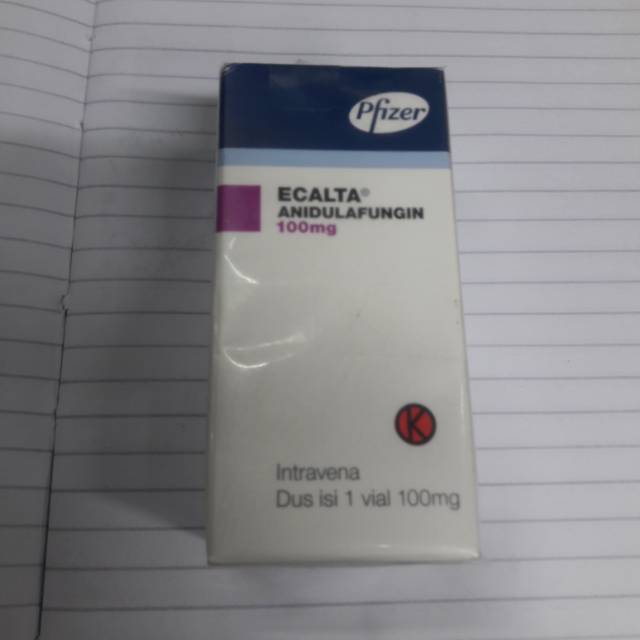 Pfizer
ECALTA®
ANIDULAFUNGIN
100mg
K
Intravena
Dus isi 1 vial 100mg